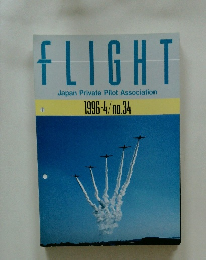 FLIGHT
Japan Private Pilot Association
1996-4/no.34